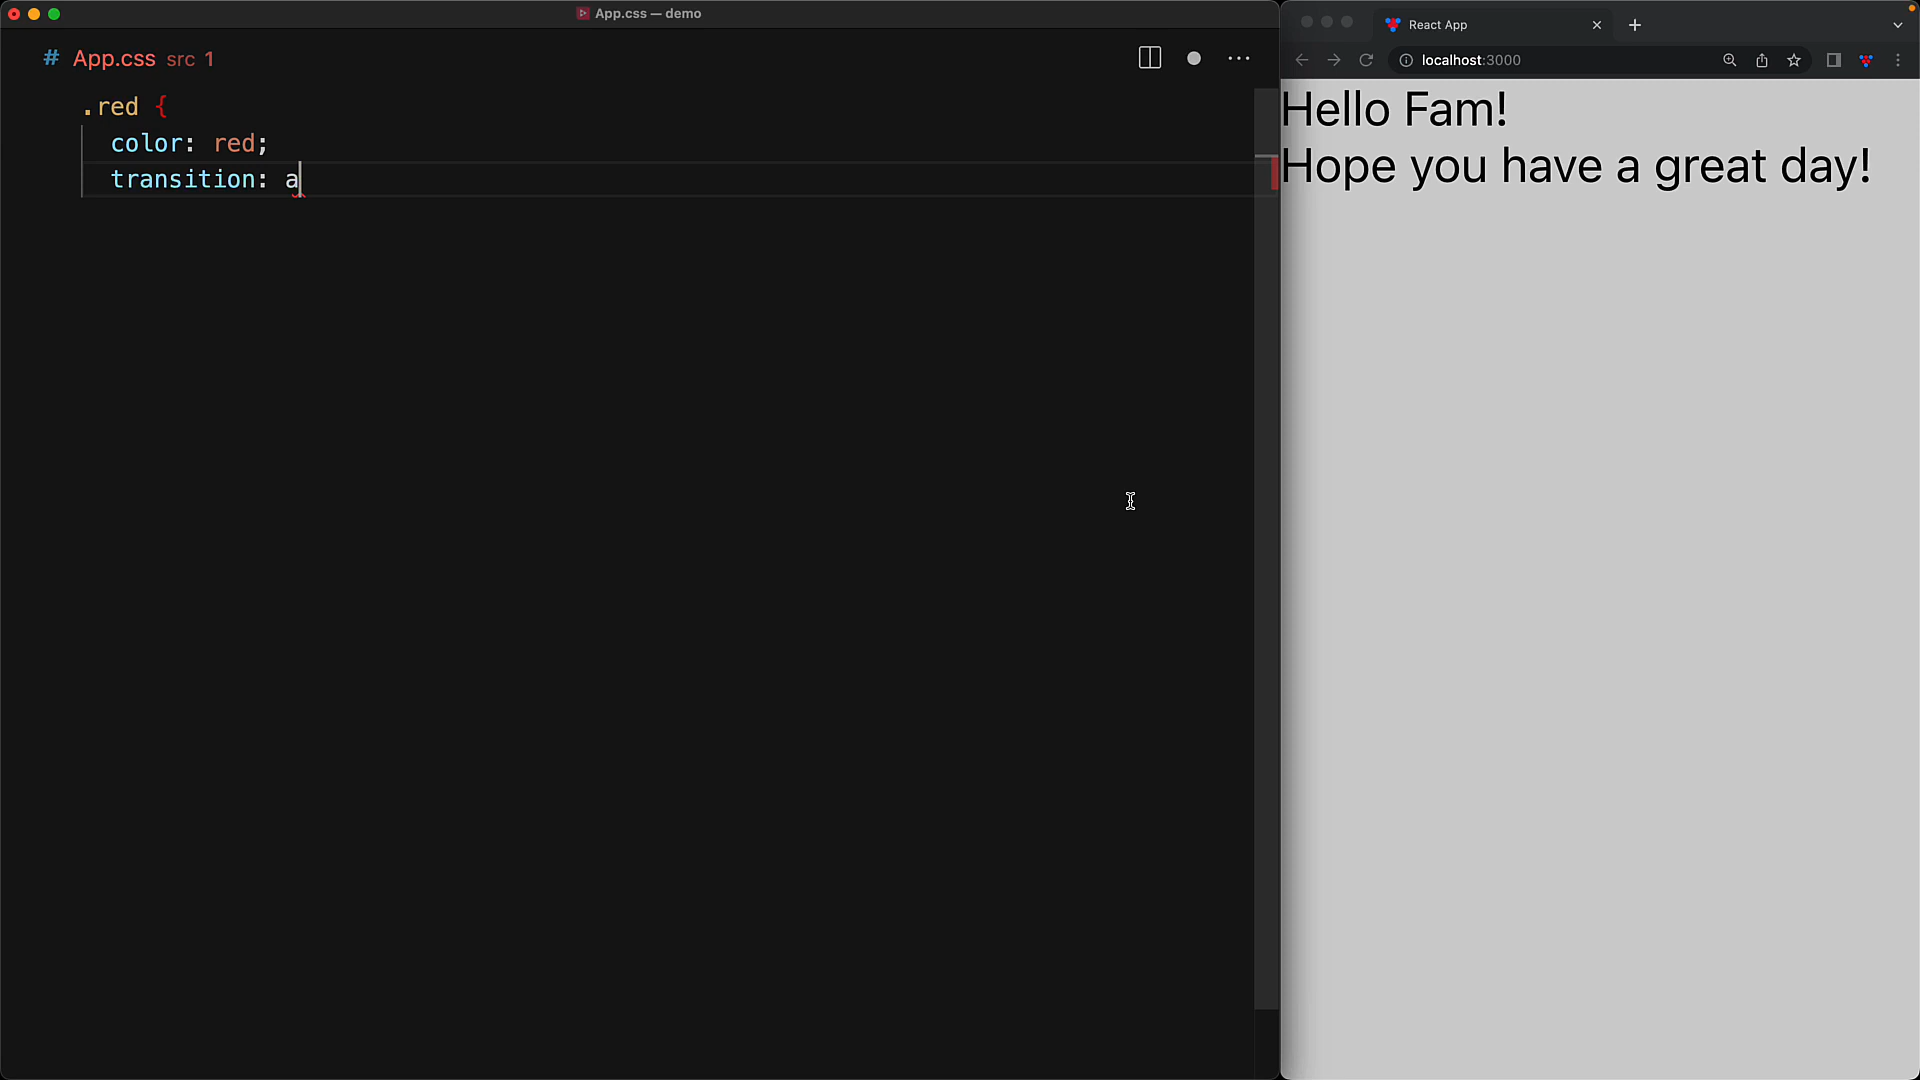 App.css — demo
# App.css src 1
.red {
color: red;
transition: a
React App
localhost:3000
Hello Fam!
Hope you have a great day!